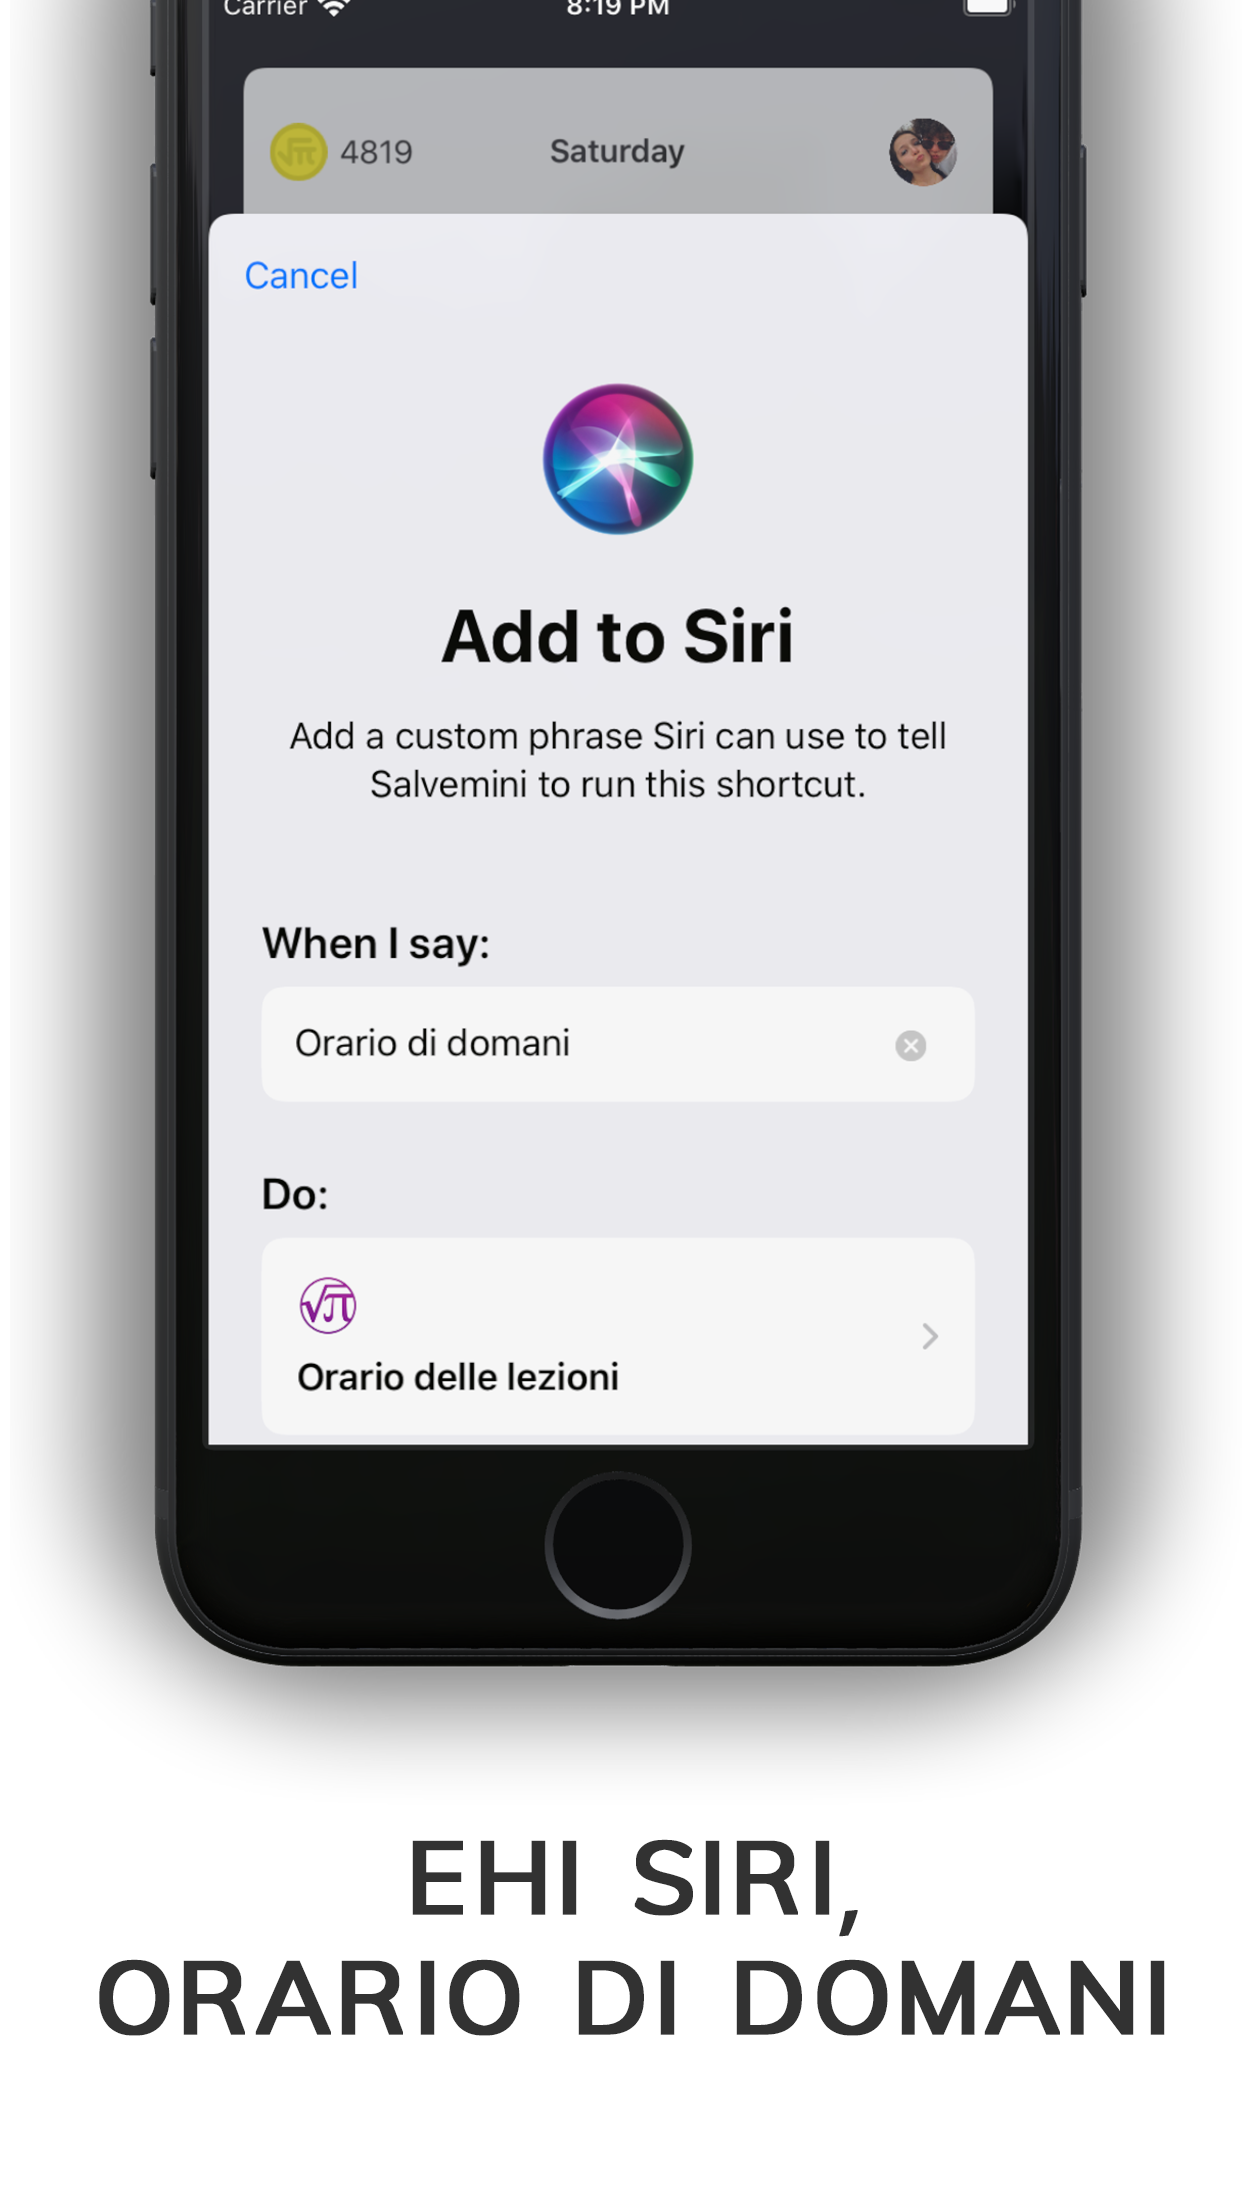 Carrier 8:19 PM
4819 Saturday
Cancel
Add to Siri
Add a custom phrase Siri can use to tell
Salvemini to run this shortcut.
When I say:
Orario di domani
Do:
√π
Orario delle lezioni
EHI SIRI,
ORARIO DI DOMANI